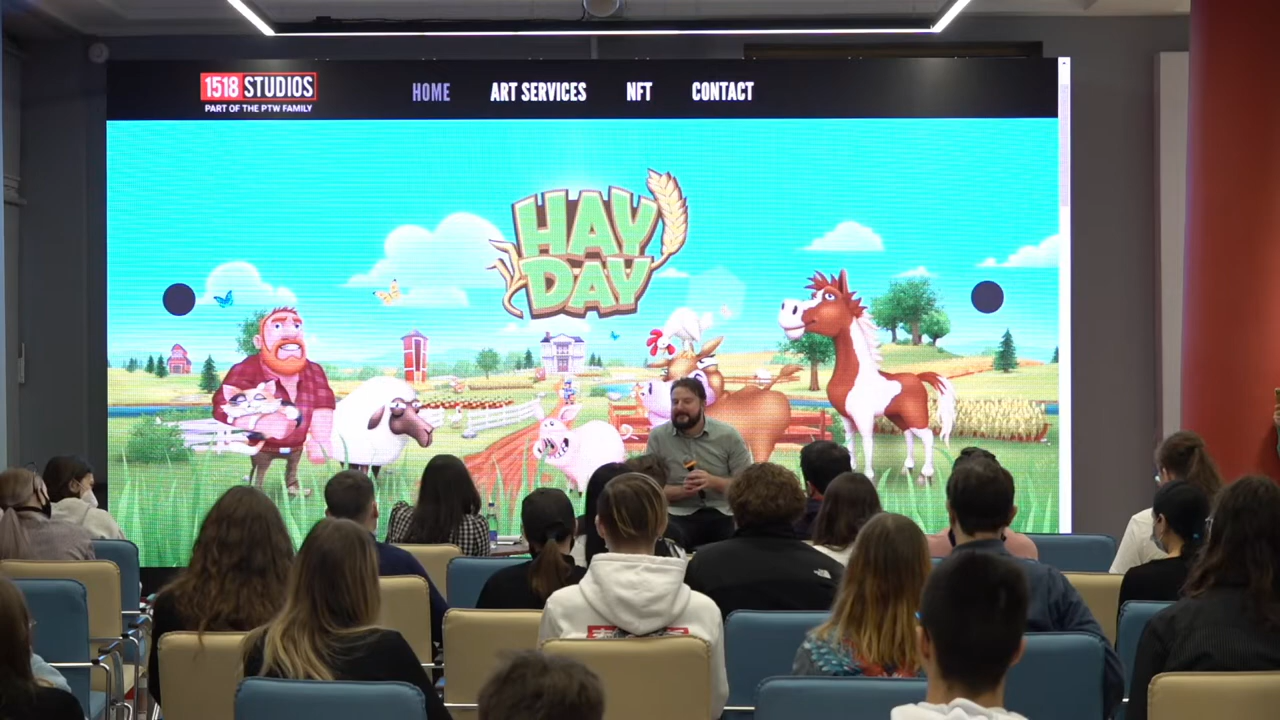 1518 STUDIOS
PART OF THE PTW FAMILY
HOME ART SERVICES NFT CONTACT
HAY
DAY